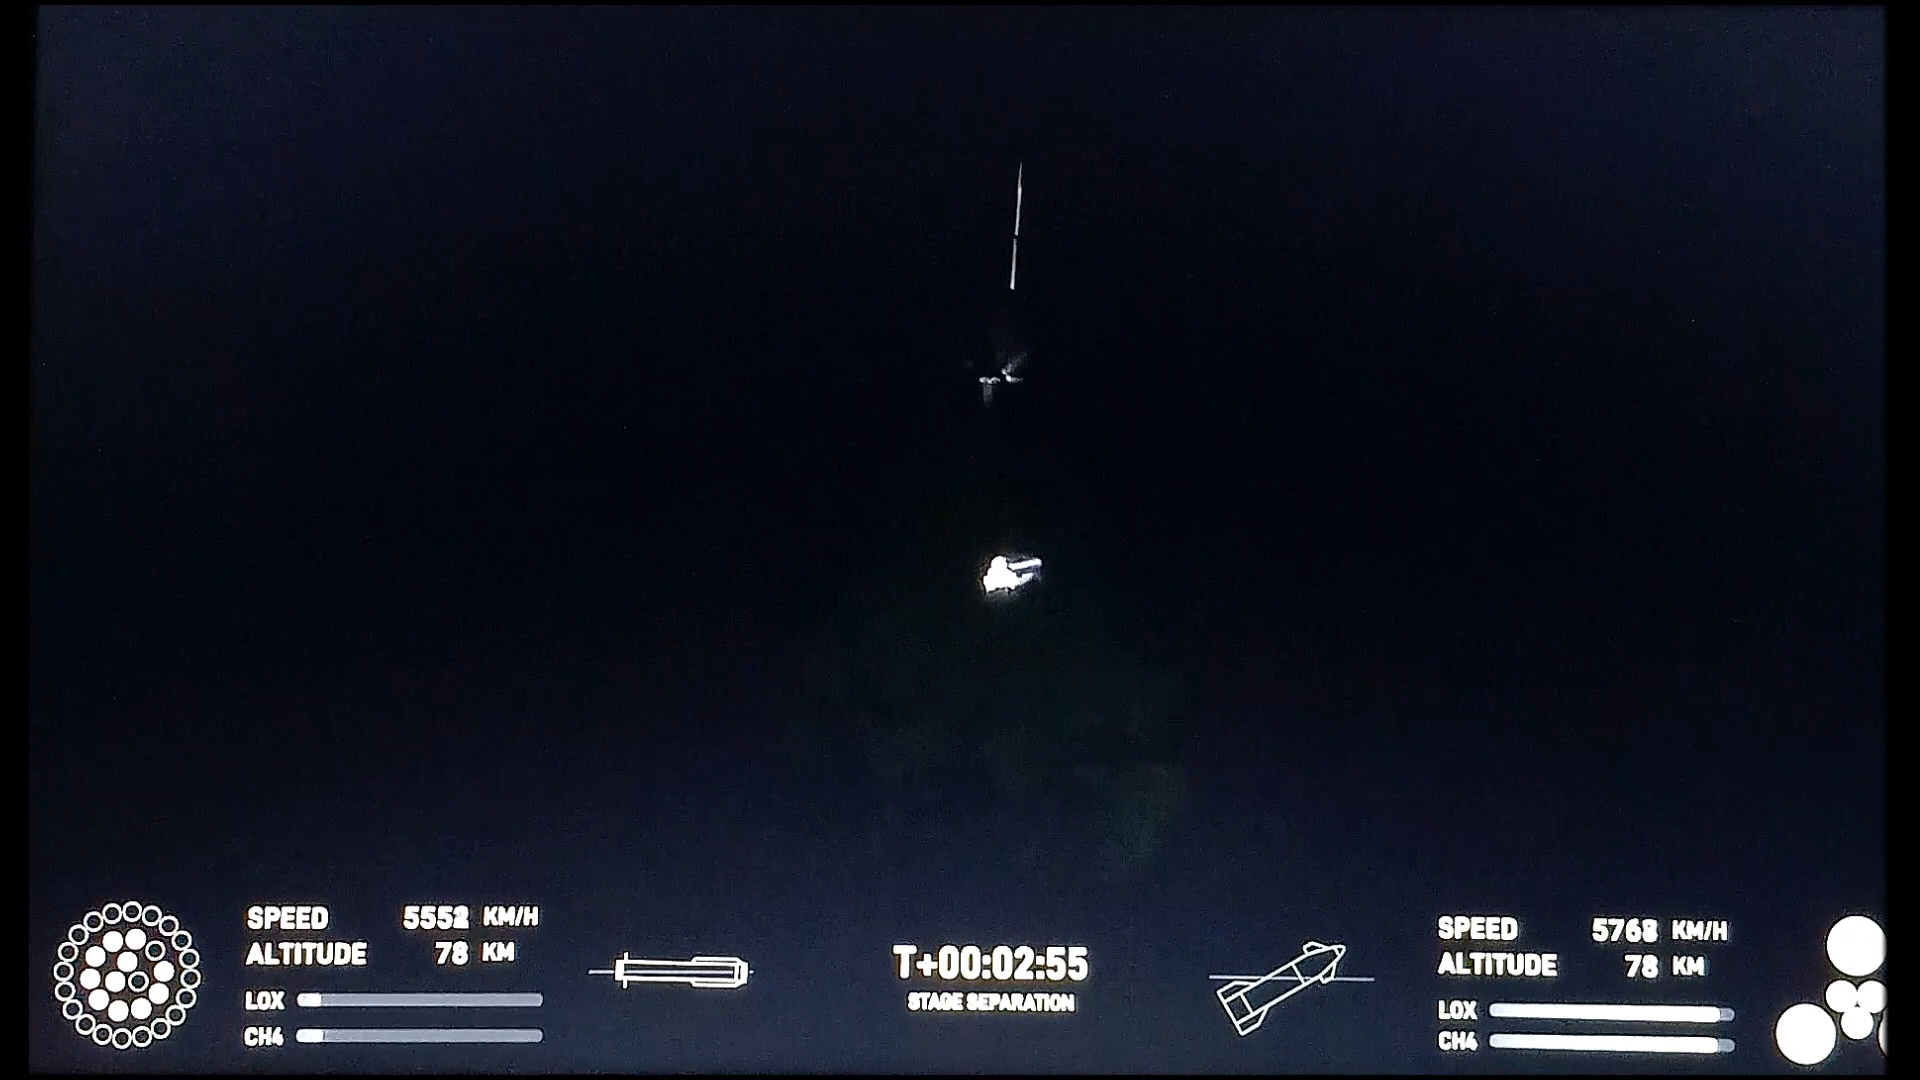 SPEED 5552 KM/H
ALTITUDE 78 KM
LOX
CH4
T+00:02:55
STAGE SEPARATION
SPEED 5768 KM/H
ALTITUDE 78 KM
LOX
CH4